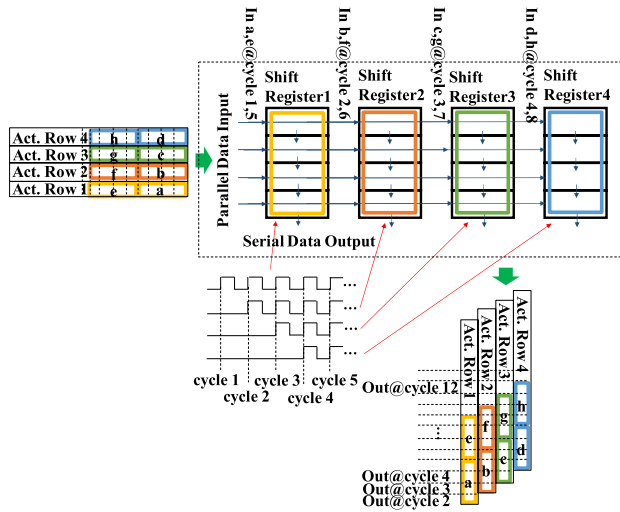 In a,e@cycle 1,5
In b,f@cycle 2,6
In c,g@cycle 3,7
In d,h@cycle 4,8
Shift Register1
Shift Register2
Shift Register3
Shift Register4
Parallel Data Input
Act. Row 4 h d
Act. Row 3 g c
Act. Row 2 f b
Act. Row 1 e a
Serial Data Output
...
...
...
...
cycle 1
cycle 2
cycle 3
cycle 4
cycle 5
Act. Row 1
Act. Row 2
Act. Row 3
Act. Row 4
Out@cycle 12
...
h
g
f
e
d
c
b
a
Out@cycle 4
Out@cycle 3
Out@cycle 2